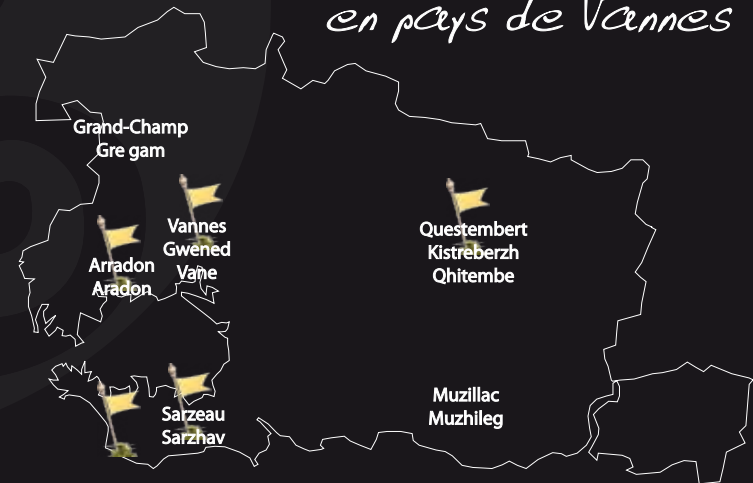 en pays de Vannes
Grand-Champ
Gre gam
Vannes
Gwened
Vane
Arradon
Aradon
Questembert
Kistreberzh
Qhitembe
Muzillac
Muzhileg
Sarzeau
Sarzhav